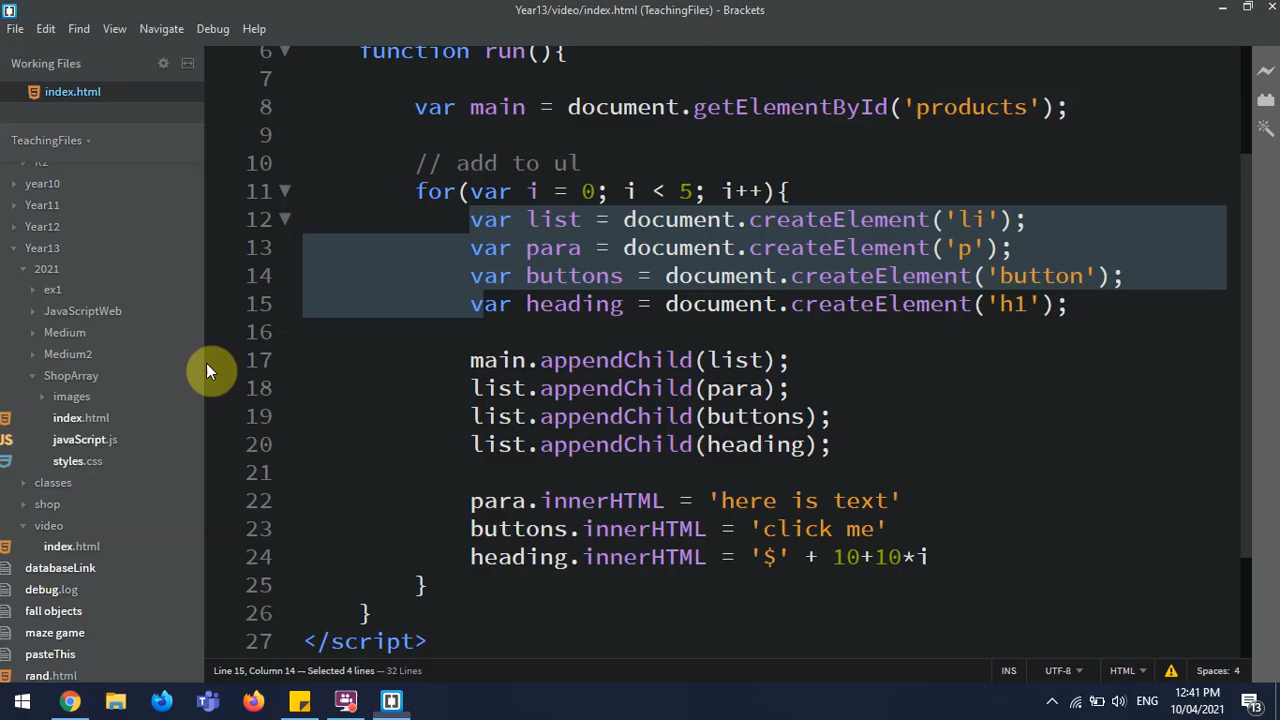 Year13/video/index.html (TeachingFiles) - Brackets
File Edit Find View Navigate Debug Help
Working Files
index.html
TeachingFiles
R2
year10
Year11
Year12
Year13
2021
ex1
JavaScriptWeb
Medium
Medium2
ShopArray
images
index.html
JS javaScript.js
styles.css
classes
shop
video
index.html
databaseLink
debug.log
fall objects
maze game
pasteThis
rand.html
6 function run(){
7
8 var main = document.getElementById('products');
9
10 // add to ul
11 for(var i = 0; i < 5; i++){
12 var list = document.createElement('li');
13 var para = document.createElement('p');
14 var buttons = document.createElement('button');
15 var heading = document.createElement('h1');
16
17 main.appendChild(list);
18 list.appendChild(para);
19 list.appendChild(buttons);
20 list.appendChild(heading);
21
22 para.innerHTML = 'here is text'
23 buttons.innerHTML = 'click me'
24 heading.innerHTML = '$' + 10+10*i
25 }
26 }
27 </script>
Line 15, Column 14 — Selected 4 lines — 32 Lines INS UTF-8 HTML Spaces: 4
ENG 12:41 PM
10/04/2021 13